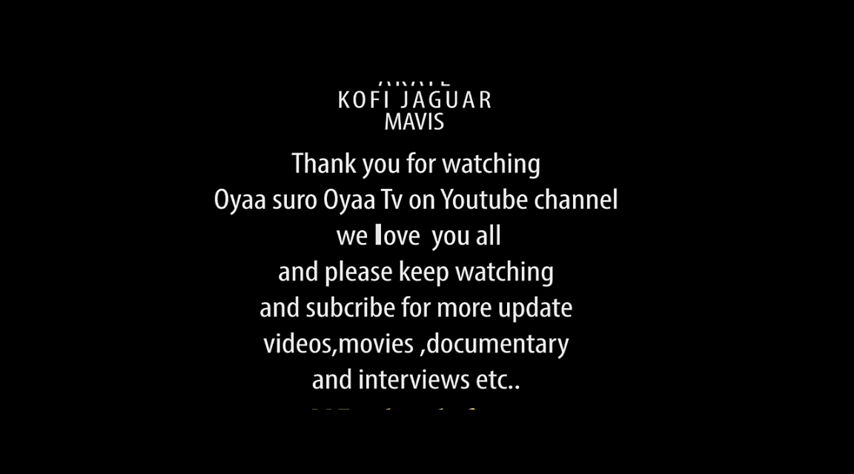 KOFI JAGUAR
MAVIS
Thank you for watching
Oyaa suro Oyaa Tv on Youtube channel
we love you all
and please keep watching
and subcribe for more update
videos,movies ,documentary
and interviews etc..